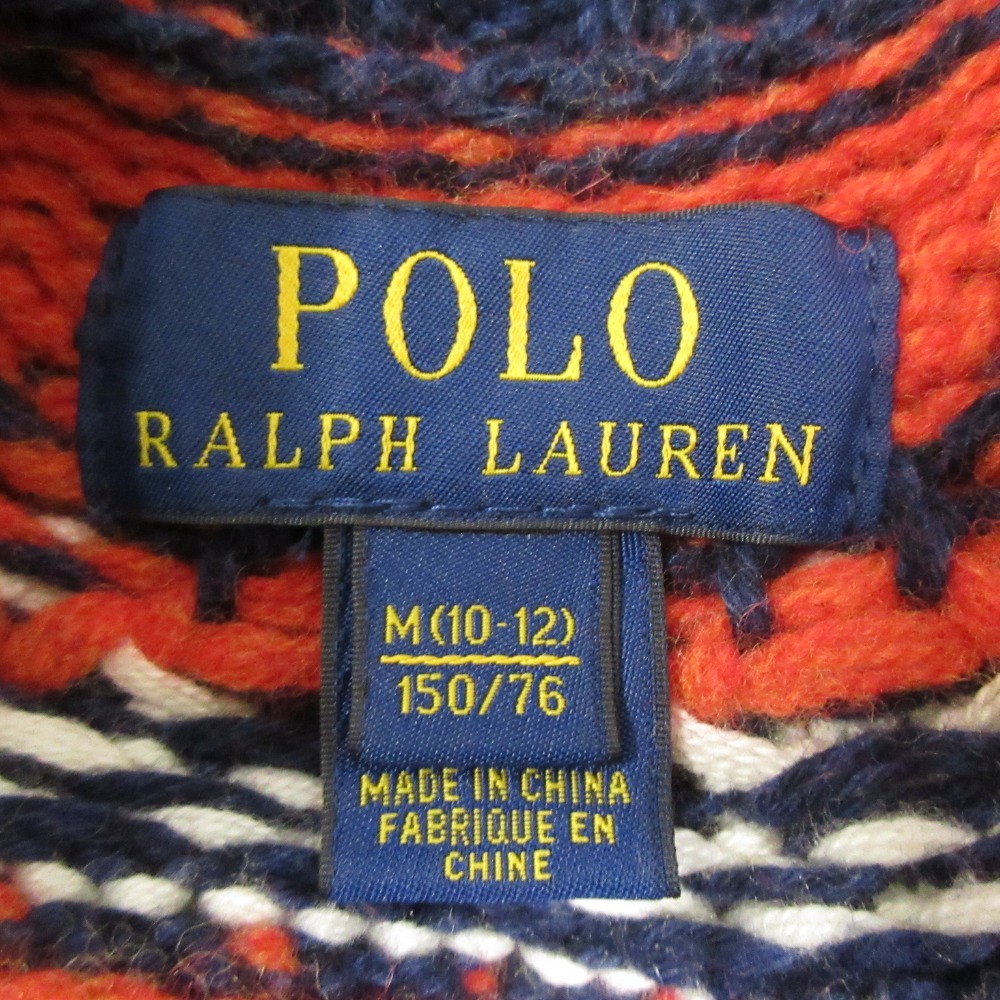 POLO
RALPH LAUREN
M(10-12)
150/76
MADE IN CHINA
FABRIQUE EN
CHINE